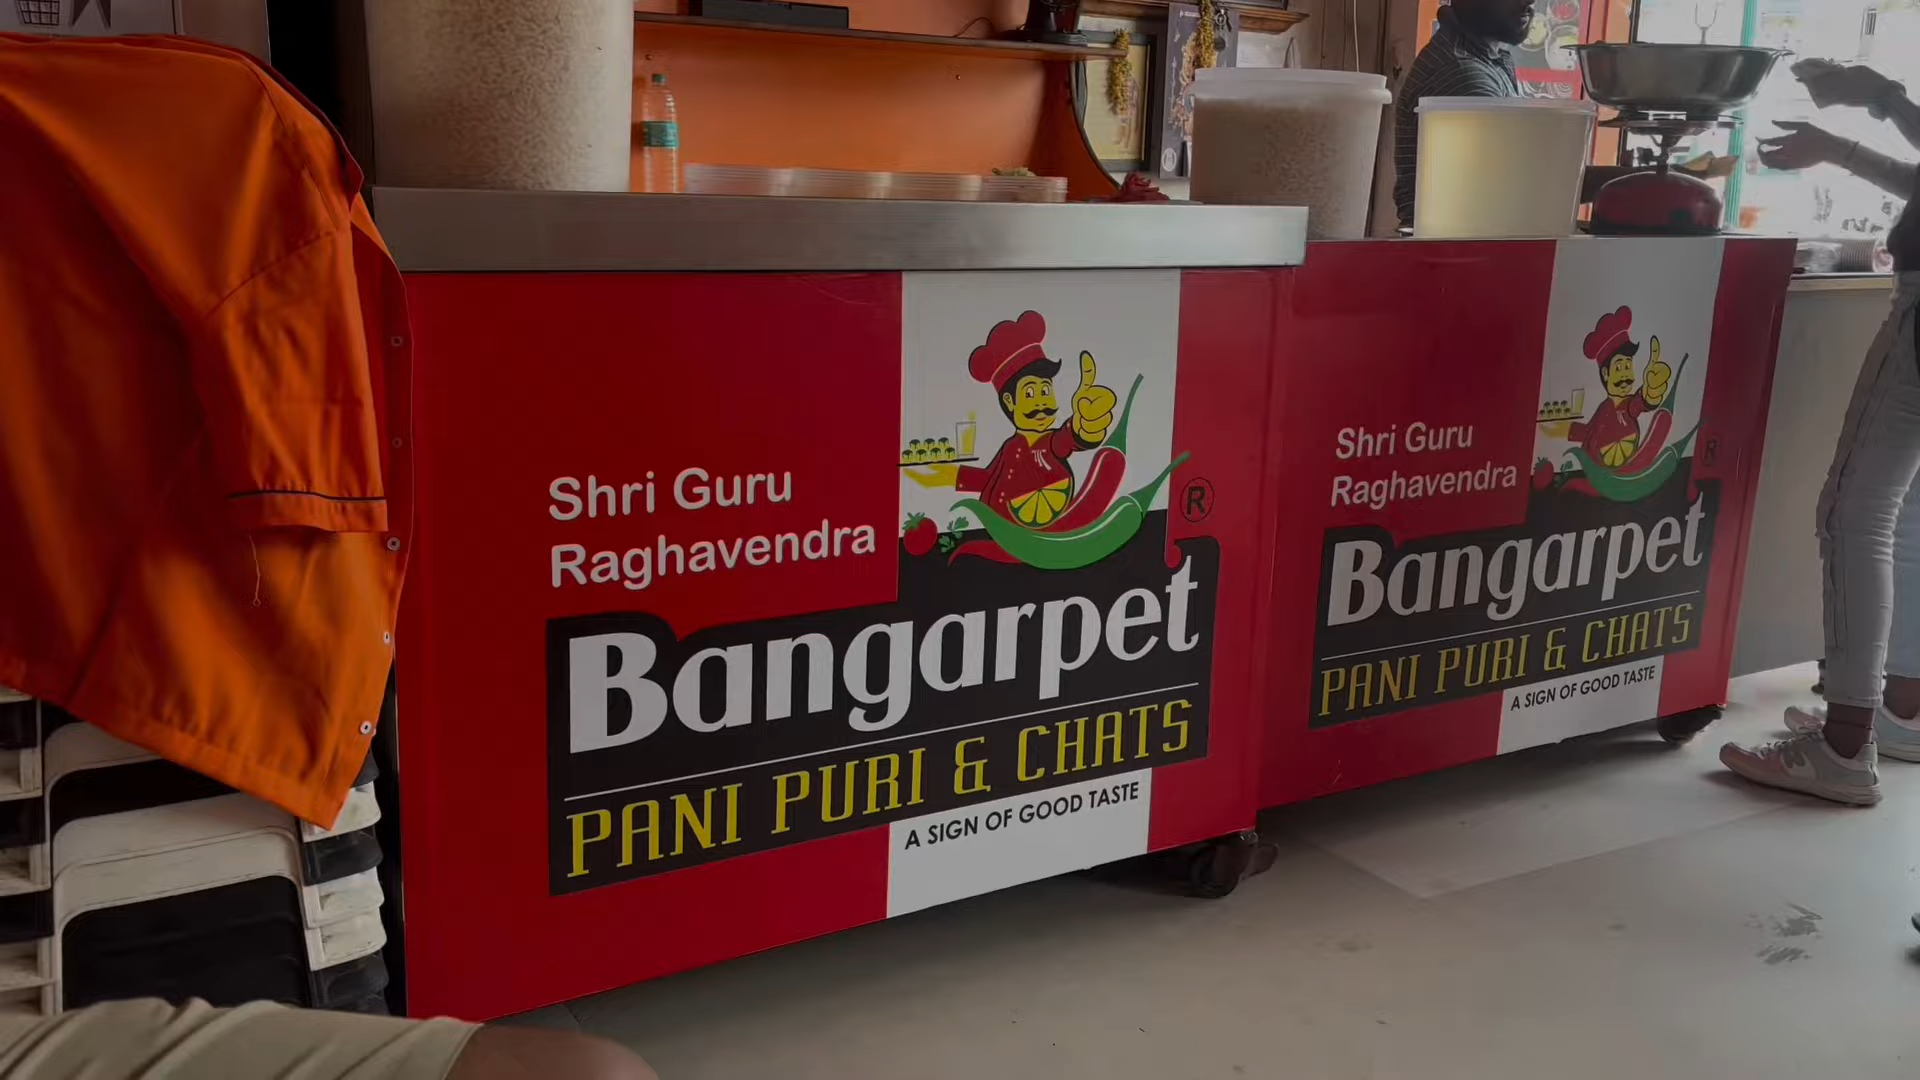 Shri Guru
Raghavendra
R
Bangarpet
PANI PURI & CHATS
A SIGN OF GOOD TASTE
Shri Guru
Raghavendra
R
Bangarpet
PANI PURI & CHATS
A SIGN OF GOOD TASTE